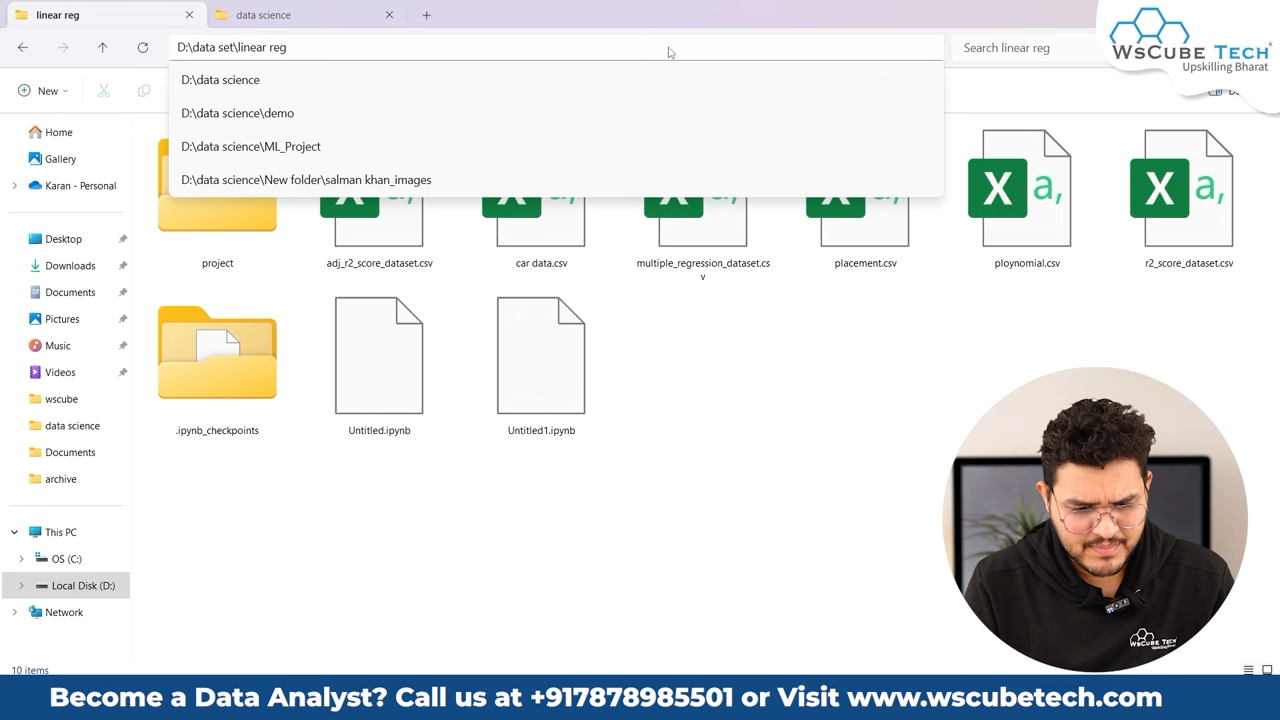 linear reg
data science
D:\data set\linear reg
Search linear reg
WsCube Tech
Upskilling Bharat
New
D:\data science
D:\data science\demo
D:\data science\ML_Project
D:\data science\New folder\salman khan_images
Home
Gallery
Karan - Personal
Desktop
Downloads
Documents
Pictures
Music
Videos
wscube
data science
Documents
archive
This PC
OS (C:)
Local Disk (D:)
Network
X a,
X a,
project
adj_r2_score_dataset.csv
car data.csv
multiple_regression_dataset.cs
v
placement.csv
ploynomial.csv
r2_score_dataset.csv
.ipynb_checkpoints
Untitled.ipynb
Untitled1.ipynb
WsCube Tech
10 items
Become a Data Analyst? Call us at +917878985501 or Visit www.wscubetech.com